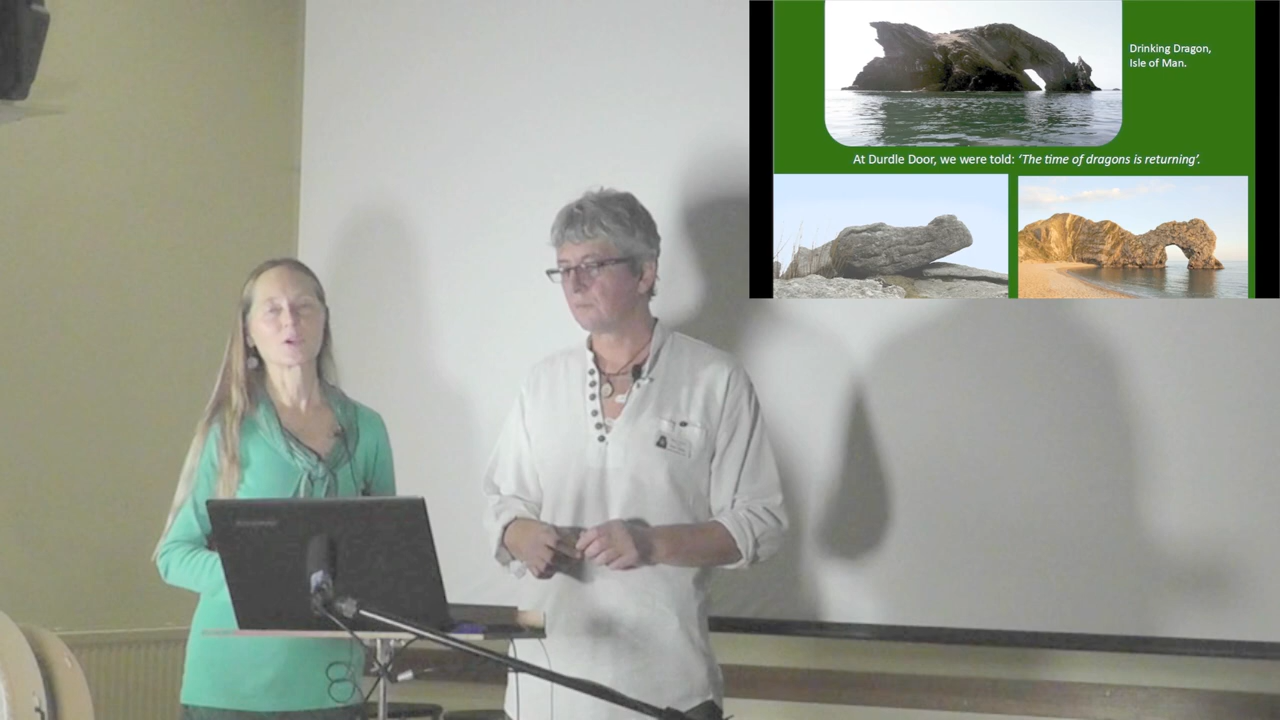 Drinking Dragon,
Isle of Man.
At Durdle Door, we were told: ‘The time of dragons is returning’.